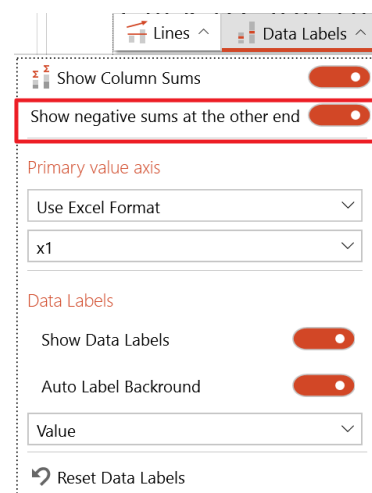 Lines
Data Labels
Σ Σ Show Column Sums
Show negative sums at the other end
Primary value axis
Use Excel Format
x1
Data Labels
Show Data Labels
Auto Label Backround
Value
Reset Data Labels